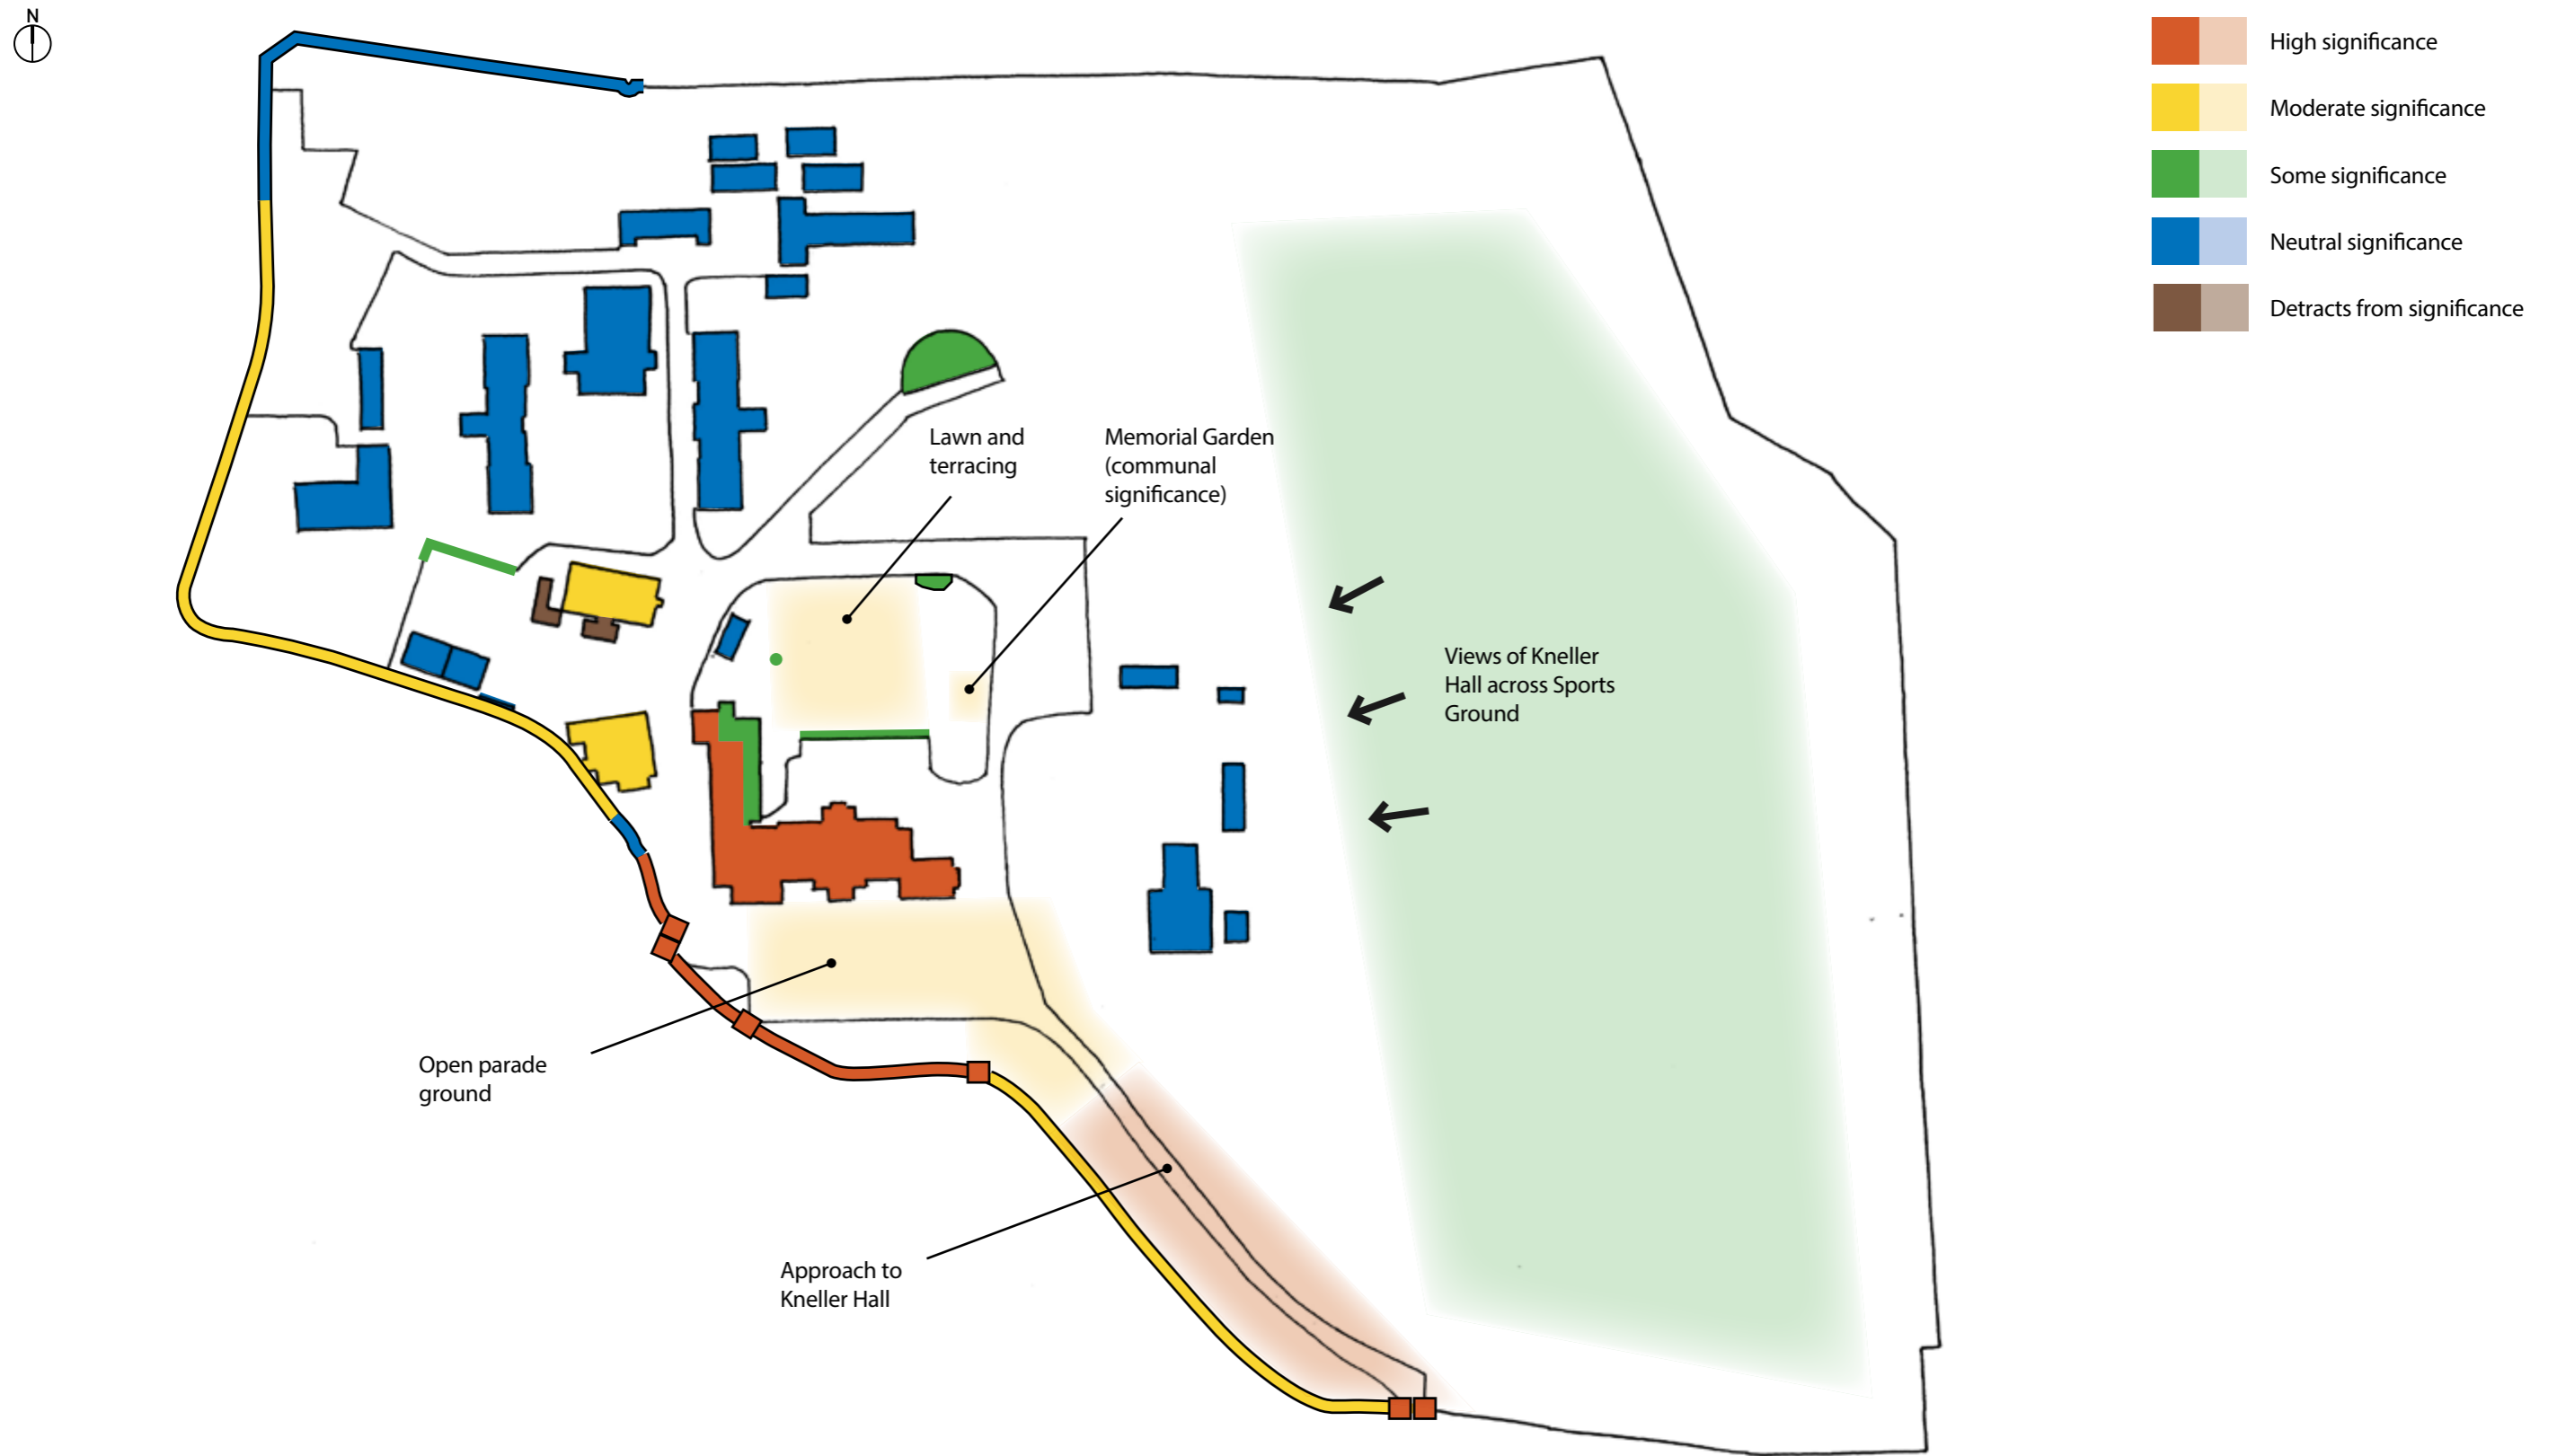 N
High significance
Moderate significance
Some significance
Neutral significance
Detracts from significance
Lawn and
terracing
Memorial Garden
(communal
significance)
Views of Kneller
Hall across Sports
Ground
Open parade
ground
Approach to
Kneller Hall